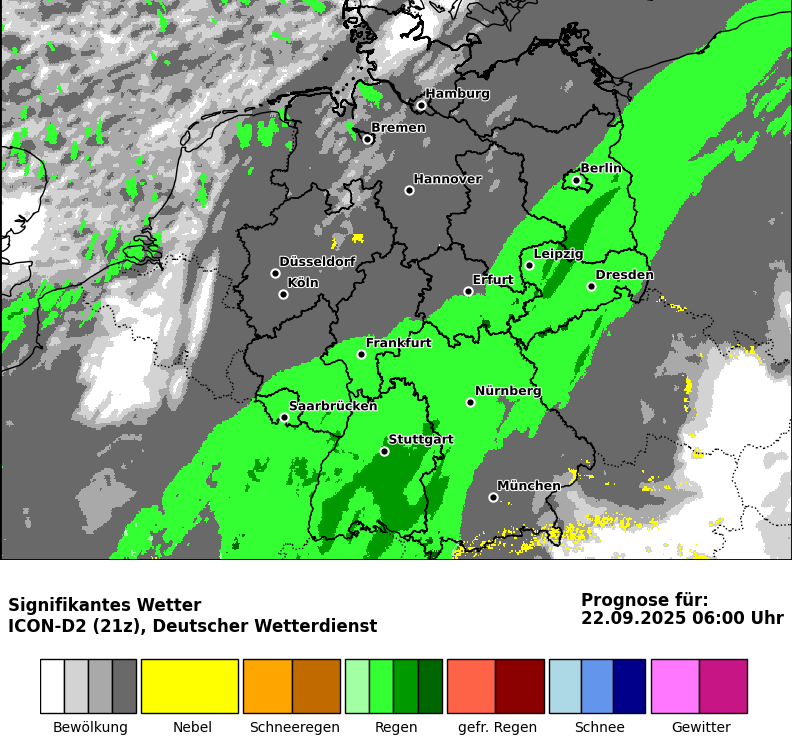 Hamburg
Bremen
Hannover
Berlin
Düsseldorf
Köln
Leipzig
Dresden
Erfurt
Frankfurt
Saarbrücken
Nürnberg
Stuttgart
München
Signifikantes Wetter
ICON-D2 (21z), Deutscher Wetterdienst
Prognose für:
22.09.2025 06:00 Uhr
Bewölkung
Nebel
Schneeregen
Regen
gefr. Regen
Schnee
Gewitter